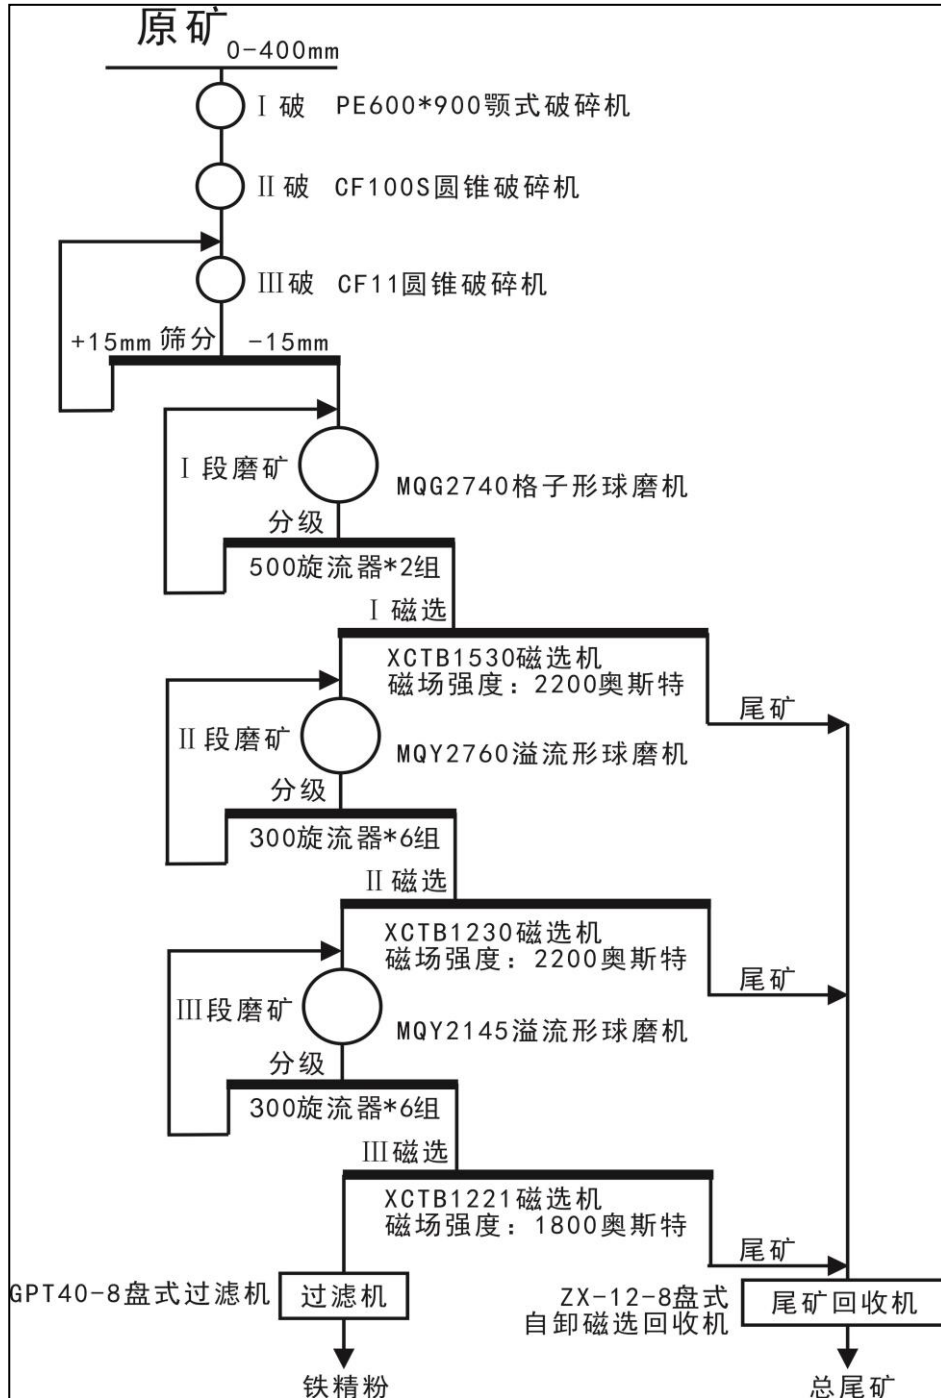 原矿
0-400mm
Ⅰ破 PE600*900颚式破碎机
Ⅱ破 CF100S圆锥破碎机
Ⅲ破 CF11圆锥破碎机
+15mm 筛分 -15mm
Ⅰ段磨矿
MQG2740格子形球磨机
分级
500旋流器*2组
Ⅰ磁选
XCTB1530磁选机
磁场强度：2200奥斯特
尾矿
Ⅱ段磨矿
MQY2760溢流形球磨机
分级
300旋流器*6组
Ⅱ磁选
XCTB1230磁选机
磁场强度：2200奥斯特
尾矿
Ⅲ段磨矿
MQY2145溢流形球磨机
分级
300旋流器*6组
Ⅲ磁选
XCTB1221磁选机
磁场强度：1800奥斯特
尾矿
GPT40-8盘式过滤机
过滤机
ZX-12-8盘式
自卸磁选回收机
尾矿回收机
铁精粉
总尾矿